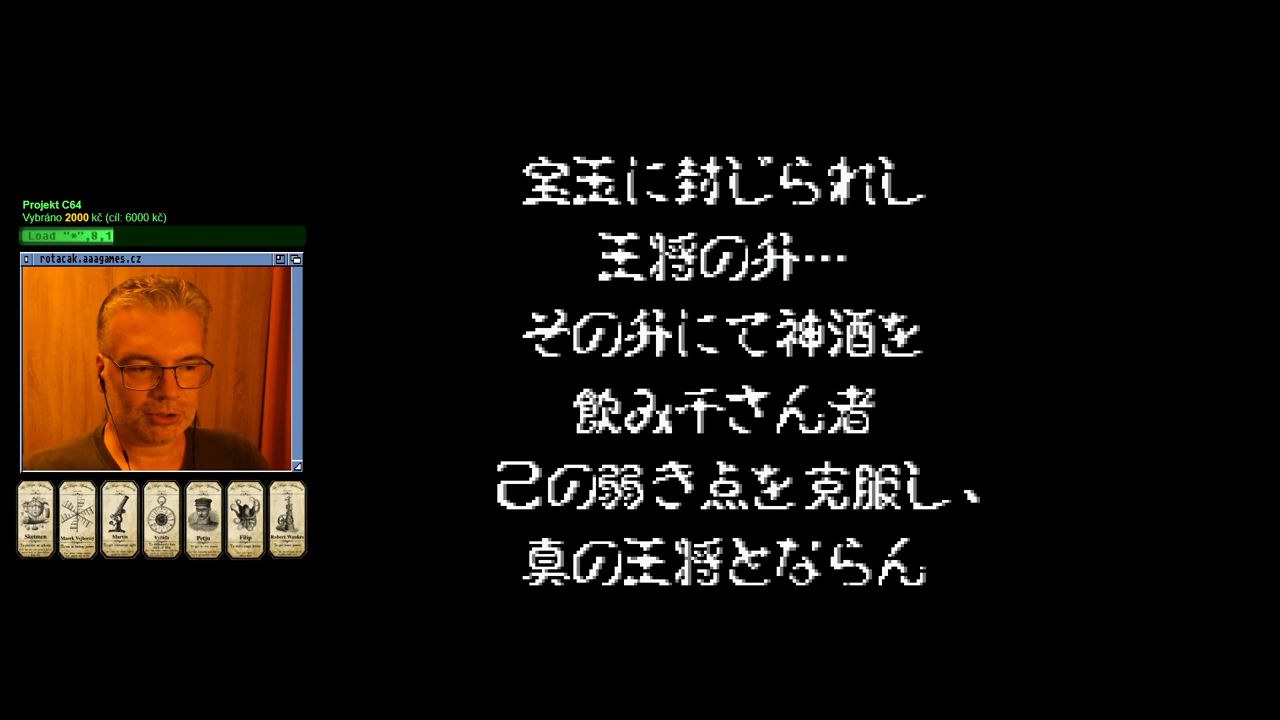 Projekt C64
Vybráno 2000 kč (cíl: 6000 kč)
Load "*",8,1
rotacak.aaagames.cz
Martin
Petju
Filip
宝玉に封じられし
王将の升…
その升にて神酒を
飲み干さん者
己の弱き点を克服し、
真の王将とならん